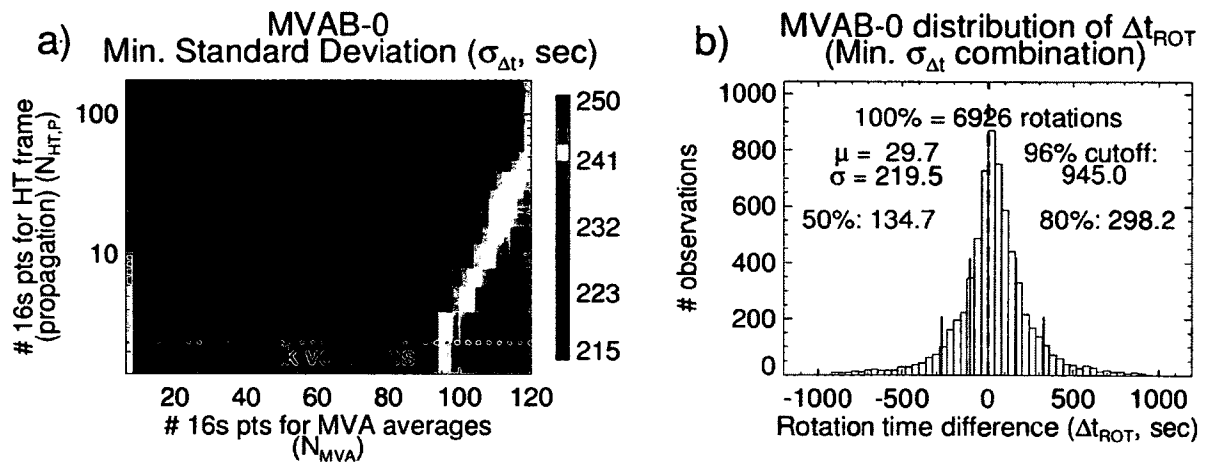 a)
MVAB-0
Min. Standard Deviation (σΔt, sec)
# 16s pts for HT frame
(propagation) (NHT,P)
100
10
20 40 60 80 100 120
# 16s pts for MVA averages
(NMVA)
250
241
232
223
215
b)
MVAB-0 distribution of ΔtROT
(Min. σΔt combination)
# observations
1000
800
600
400
200
0
100% = 6926 rotations
μ = 29.7
σ = 219.5
96% cutoff:
945.0
50%: 134.7
80%: 298.2
-1000 -500 0 500 1000
Rotation time difference (ΔtROT, sec)